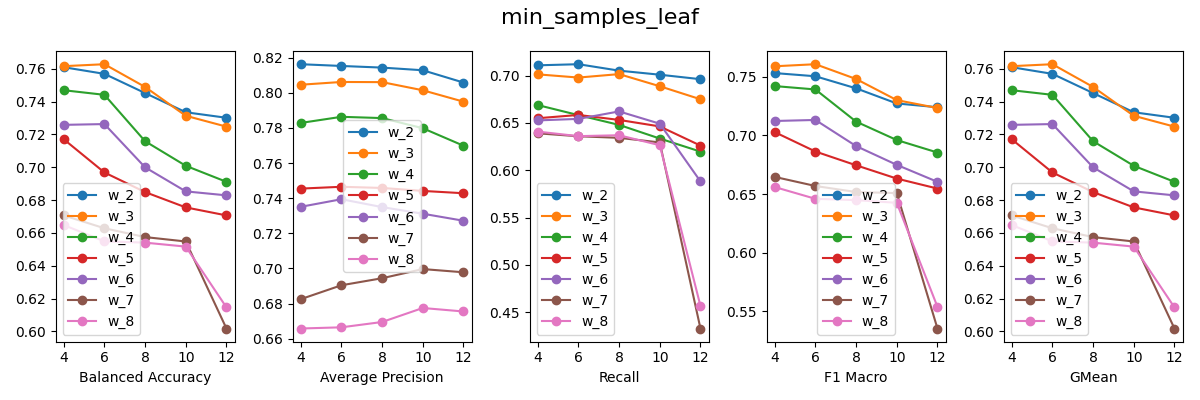 min_samples_leaf
0.76
0.74
0.72
0.70
0.68
0.66
0.64
0.62
0.60
w_2
w_3
w_4
w_5
w_6
w_7
w_8
4 6 8 10 12
Balanced Accuracy
0.82
0.80
0.78
0.76
0.74
0.72
0.70
0.68
0.66
w_2
w_3
w_4
w_5
w_6
w_7
w_8
4 6 8 10 12
Average Precision
0.70
0.65
0.60
0.55
0.50
0.45
w_2
w_3
w_4
w_5
w_6
w_7
w_8
4 6 8 10 12
Recall
0.75
0.70
0.65
0.60
0.55
w_2
w_3
w_4
w_5
w_6
w_7
w_8
4 6 8 10 12
F1 Macro
0.76
0.74
0.72
0.70
0.68
0.66
0.64
0.62
0.60
w_2
w_3
w_4
w_5
w_6
w_7
w_8
4 6 8 10 12
GMean